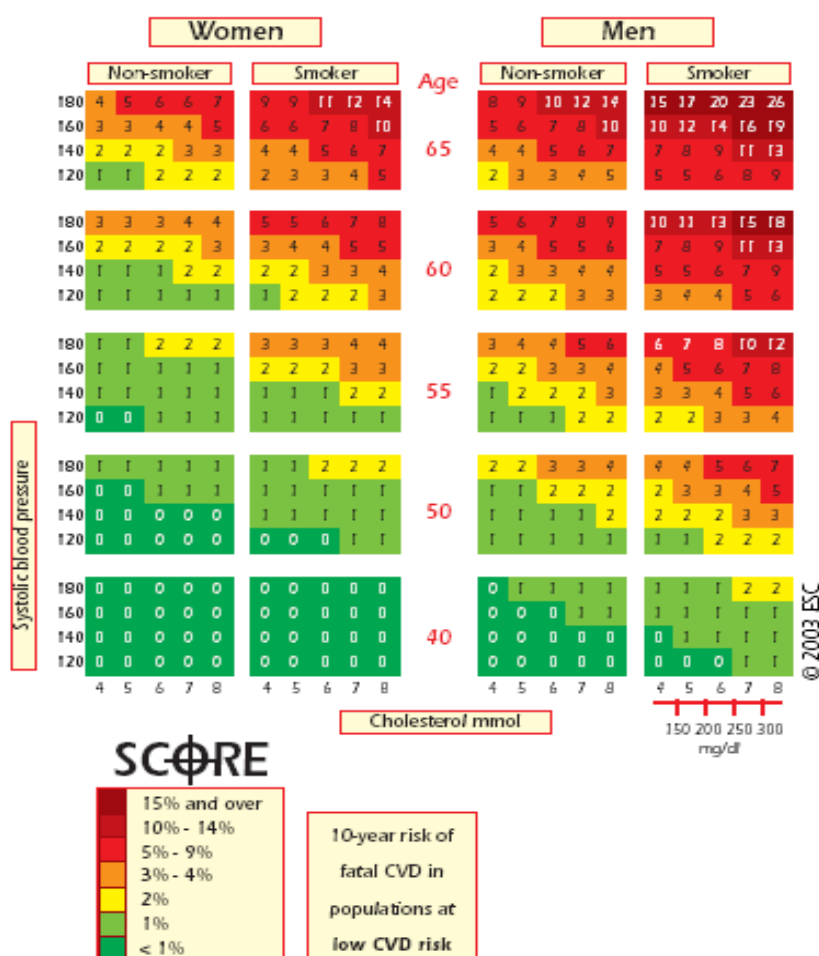 Women Men
Non-smoker Smoker Age Non-smoker Smoker
180 4 5 6 6 7 9 9 11 12 14 8 9 10 12 14 15 17 20 23 26
160 3 3 4 4 5 6 6 7 8 10 5 6 7 8 10 10 12 14 16 19
140 2 2 2 3 3 4 4 5 6 7 65 4 4 5 6 7 7 8 9 11 13
120 1 1 2 2 2 2 3 3 4 5 2 3 3 4 5 5 5 6 8 9
180 3 3 3 4 4 5 5 6 7 8 5 6 7 8 9 10 11 13 15 18
160 2 2 2 2 3 3 4 4 5 5 3 4 5 5 6 7 8 9 11 13
140 1 1 1 2 2 2 2 3 3 4 60 2 3 3 4 4 5 5 6 7 9
120 1 1 1 1 1 1 2 2 2 3 2 2 2 3 3 3 4 4 5 6
180 1 1 2 2 2 3 3 3 4 4 3 4 4 5 6 6 7 8 10 12
160 1 1 1 1 1 2 2 2 3 3 2 2 3 3 4 4 5 6 7 8
140 1 1 1 1 1 1 1 1 2 2 55 1 2 2 2 3 3 3 4 5 6
120 0 0 1 1 1 1 1 1 1 1 1 1 1 2 2 2 2 3 3 4
180 1 1 1 1 1 1 1 2 2 2 2 2 3 3 4 4 4 5 6 7
160 0 0 1 1 1 1 1 1 1 1 1 1 2 2 2 2 3 3 4 5
140 0 0 0 0 0 1 1 1 1 1 50 1 1 1 1 2 2 2 2 3 3
120 0 0 0 0 0 0 0 0 1 1 1 1 1 1 1 1 1 2 2 2
180 0 0 0 0 0 0 0 0 0 0 0 1 1 1 1 1 1 1 2 2
160 0 0 0 0 0 0 0 0 0 0 0 0 0 1 1 1 1 1 1 1
140 0 0 0 0 0 0 0 0 0 0 40 0 0 0 0 0 0 1 1 1 1
120 0 0 0 0 0 0 0 0 0 0 0 0 0 0 0 0 0 0 1 1
4 5 6 7 8 4 5 6 7 8 4 5 6 7 8 4 5 6 7 8
Systolic blood pressure
© 2003 ESC
Cholesterol mmol
150 200 250 300
mg/dl
SCORE
15% and over
10% - 14%
5% - 9%
3% - 4%
2%
1%
< 1%
10-year risk of
fatal CVD in
populations at
low CVD risk